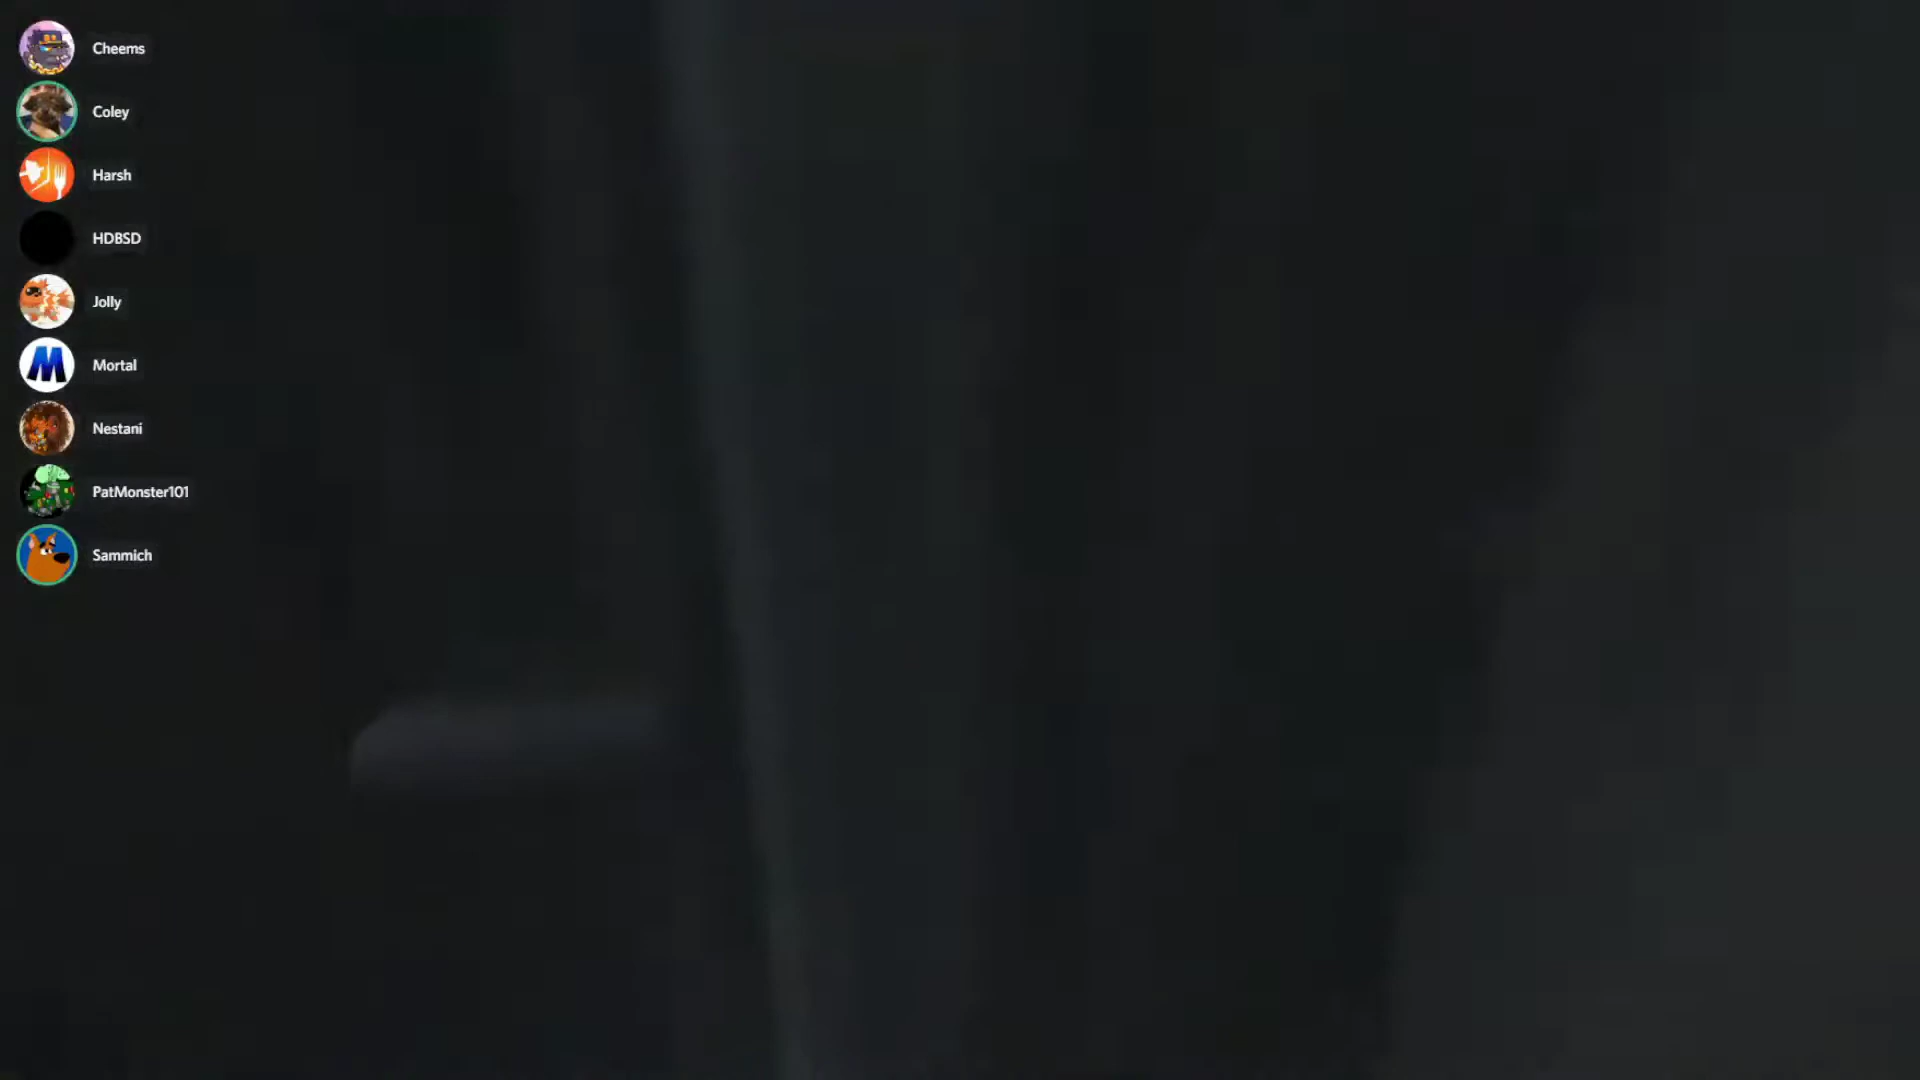 Cheems
Coley
Harsh
HDBSD
Jolly
Mortal
Nestani
PatMonster101
Sammich